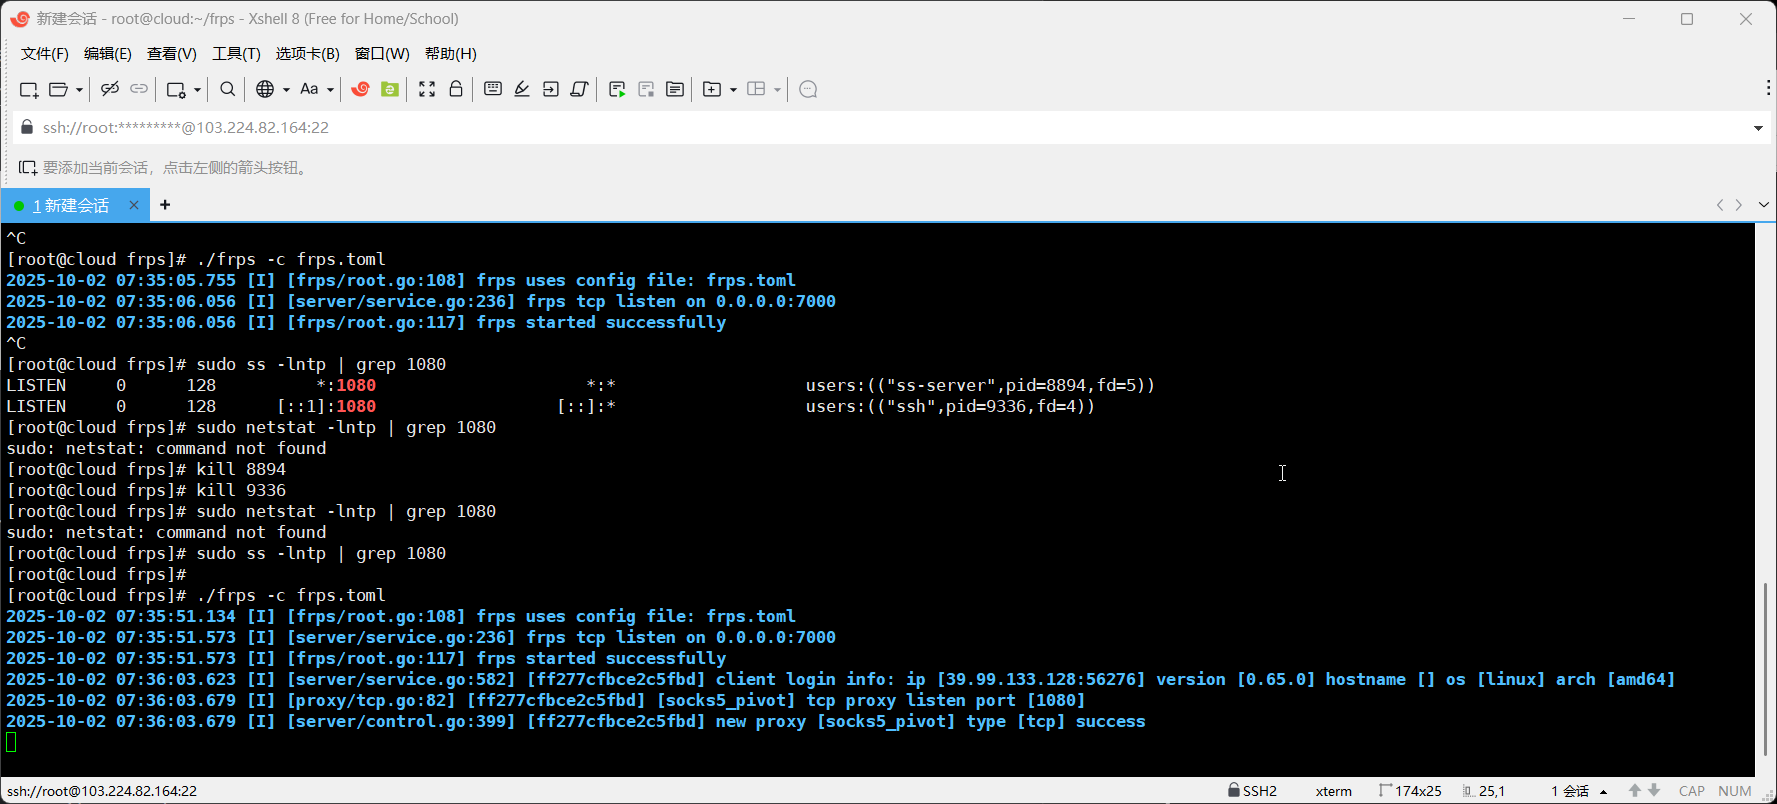 新建会话 - root@cloud:~/frps - Xshell 8 (Free for Home/School)
文件(F) 编辑(E) 查看(V) 工具(T) 选项卡(B) 窗口(W) 帮助(H)
Aa
ssh://root:*********@103.224.82.164:22
要添加当前会话，点击左侧的箭头按钮。
1 新建会话 × +
^C
[root@cloud frps]# ./frps -c frps.toml
2025-10-02 07:35:05.755 [I] [frps/root.go:108] frps uses config file: frps.toml
2025-10-02 07:35:06.056 [I] [server/service.go:236] frps tcp listen on 0.0.0.0:7000
2025-10-02 07:35:06.056 [I] [frps/root.go:117] frps started successfully
^C
[root@cloud frps]# sudo ss -lntp | grep 1080
LISTEN     0      128          *:1080                     *:*                   users:(("ss-server",pid=8894,fd=5))
LISTEN     0      128      [::1]:1080                  [::]:*                   users:(("ssh",pid=9336,fd=4))
[root@cloud frps]# sudo netstat -lntp | grep 1080
sudo: netstat: command not found
[root@cloud frps]# kill 8894
[root@cloud frps]# kill 9336
[root@cloud frps]# sudo netstat -lntp | grep 1080
sudo: netstat: command not found
[root@cloud frps]# sudo ss -lntp | grep 1080
[root@cloud frps]#
[root@cloud frps]# ./frps -c frps.toml
2025-10-02 07:35:51.134 [I] [frps/root.go:108] frps uses config file: frps.toml
2025-10-02 07:35:51.573 [I] [server/service.go:236] frps tcp listen on 0.0.0.0:7000
2025-10-02 07:35:51.573 [I] [frps/root.go:117] frps started successfully
2025-10-02 07:36:03.623 [I] [server/service.go:582] [ff277cfbce2c5fbd] client login info: ip [39.99.133.128:56276] version [0.65.0] hostname [] os [linux] arch [amd64]
2025-10-02 07:36:03.679 [I] [proxy/tcp.go:82] [ff277cfbce2c5fbd] [socks5_pivot] tcp proxy listen port [1080]
2025-10-02 07:36:03.679 [I] [server/control.go:399] [ff277cfbce2c5fbd] new proxy [socks5_pivot] type [tcp] success
ssh://root@103.224.82.164:22 SSH2 xterm 174x25 25,1 1 会话 CAP NUM